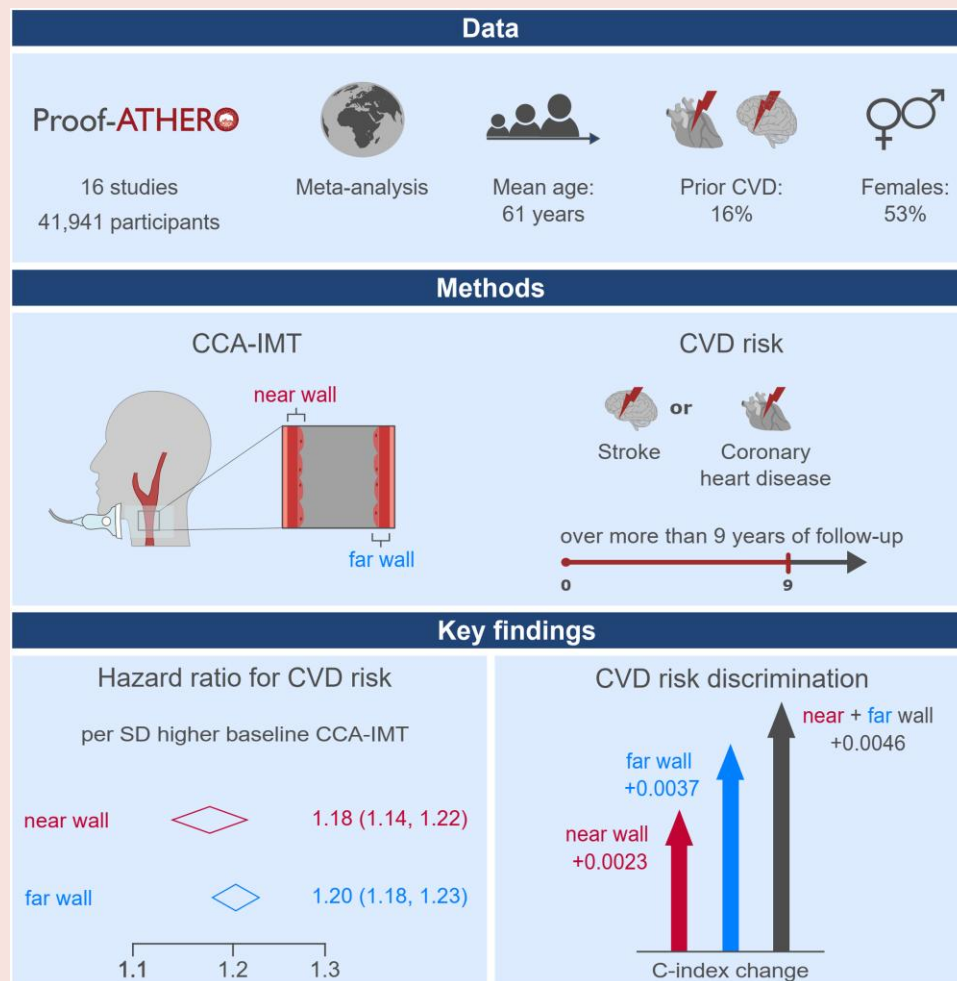 Data
Proof-ATHERO
16 studies
41,941 participants
Meta-analysis
Mean age:
61 years
Prior CVD:
16%
Females:
53%
Methods
CCA-IMT
near wall
far wall
CVD risk
or
Stroke
Coronary
heart disease
over more than 9 years of follow-up
0
9
Key findings
Hazard ratio for CVD risk
per SD higher baseline CCA-IMT
near wall
1.18 (1.14, 1.22)
far wall
1.20 (1.18, 1.23)
1.1
1.2
1.3
CVD risk discrimination
near + far wall
+0.0046
far wall
+0.0037
near wall
+0.0023
C-index change